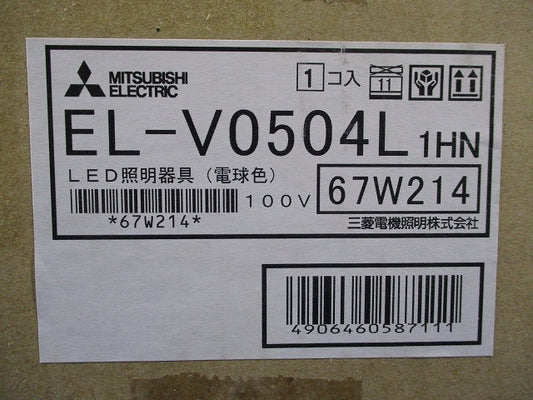 MITSUBISHI ELECTRIC
1 コ入 11
EL-V0504L 1HN
LED照明器具 (電球色)
100V 67W214
*67W214*
三菱電機照明株式会社
4906460587111